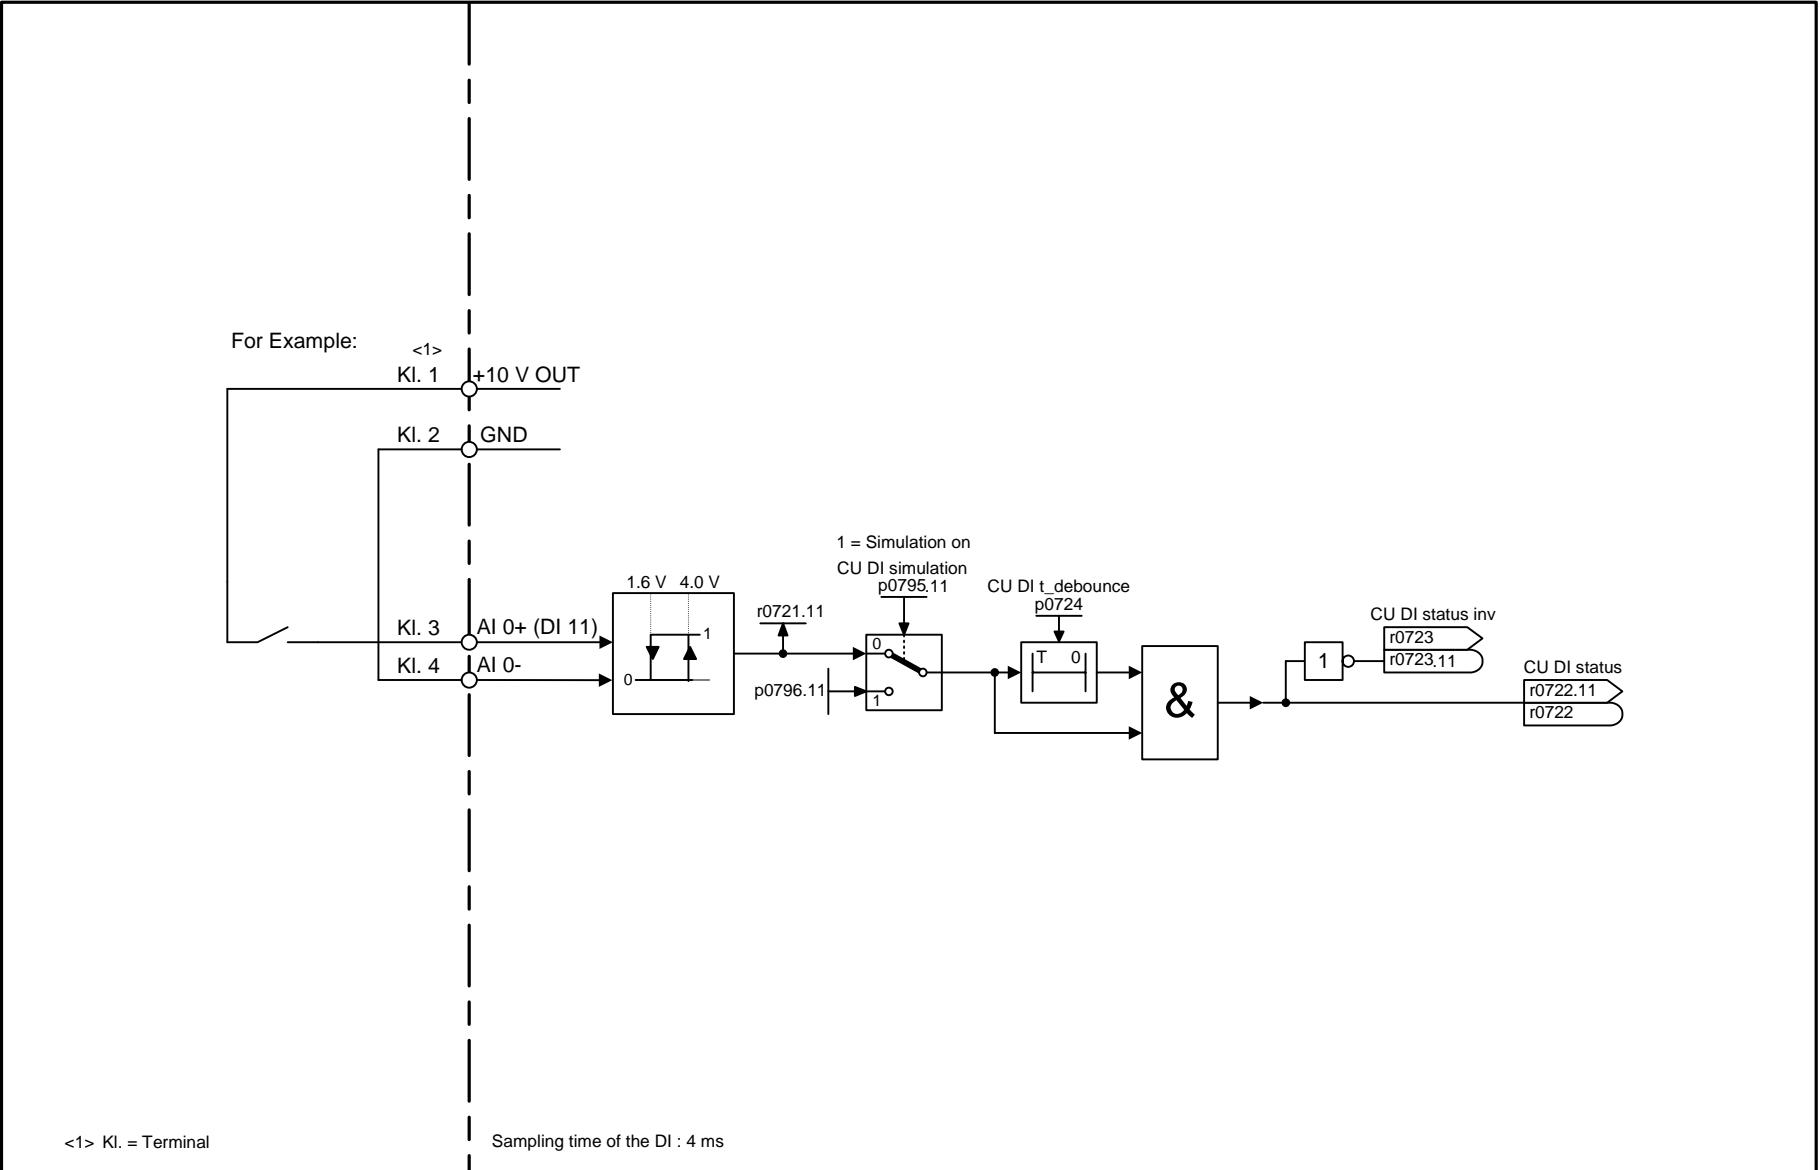 For Example:
<1>
Kl. 1
+10 V OUT
Kl. 2
GND
1 = Simulation on
CU DI simulation
p0795.11
CU DI t_debounce
p0724
1.6 V 4.0 V
r0721.11
CU DI status inv
r0723
r0723.11
Kl. 3
AI 0+ (DI 11)
1
0
T 0
1
CU DI status
r0722.11
r0722
Kl. 4
AI 0-
0
p0796.11
1
&
<1> Kl. = Terminal
Sampling time of the DI : 4 ms